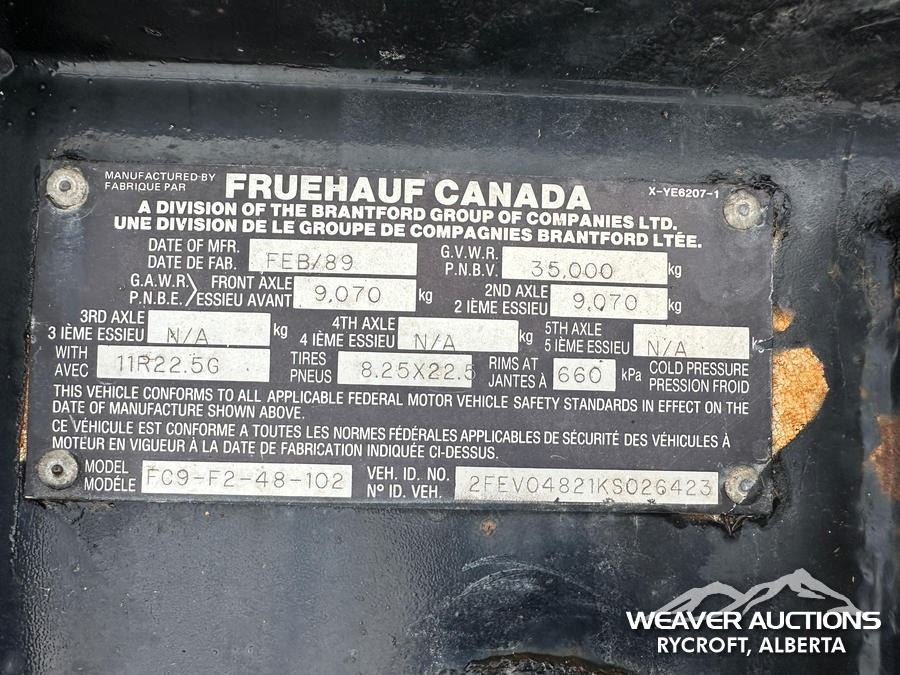 MANUFACTURED BY
FABRIQUE PAR
FRUEHAUF CANADA
X-YE6207-1
A DIVISION OF THE BRANTFORD GROUP OF COMPANIES LTD.
UNE DIVISION DE LE GROUPE DE COMPAGNIES BRANTFORD LTÉE.
DATE OF MFR. DATE DE FAB. FEB/89 G.V.W.R. P.N.B.V. 35,000 kg
G.A.W.R. P.N.B.E. FRONT AXLE ESSIEU AVANT 9,070 kg 2ND AXLE 2 IÈME ESSIEU 9,070 kg
3RD AXLE 3 IÈME ESSIEU N/A kg 4TH AXLE 4 IÈME ESSIEU N/A kg 5TH AXLE 5 IÈME ESSIEU N/A kg
WITH AVEC 11R22.5G TIRES PNEUS 8.25X22.5 RIMS AT JANTES À 660 kPa COLD PRESSURE PRESSION FROID
THIS VEHICLE CONFORMS TO ALL APPLICABLE FEDERAL MOTOR VEHICLE SAFETY STANDARDS IN EFFECT ON THE
DATE OF MANUFACTURE SHOWN ABOVE.
CE VÉHICULE EST CONFORME A TOUTES LES NORMES FÉDÉRALES APPLICABLES DE SÉCURITÉ DES VÉHICULES À
MOTEUR EN VIGUEUR À LA DATE DE FABRICATION INDIQUÉE CI-DESSUS.
MODEL MODÉLE FC9-F2-48-102 VEH. ID. NO. Nº ID. VEH. 2FEV04821KS026423
WEAVER AUCTIONS
RYCROFT, ALBERTA